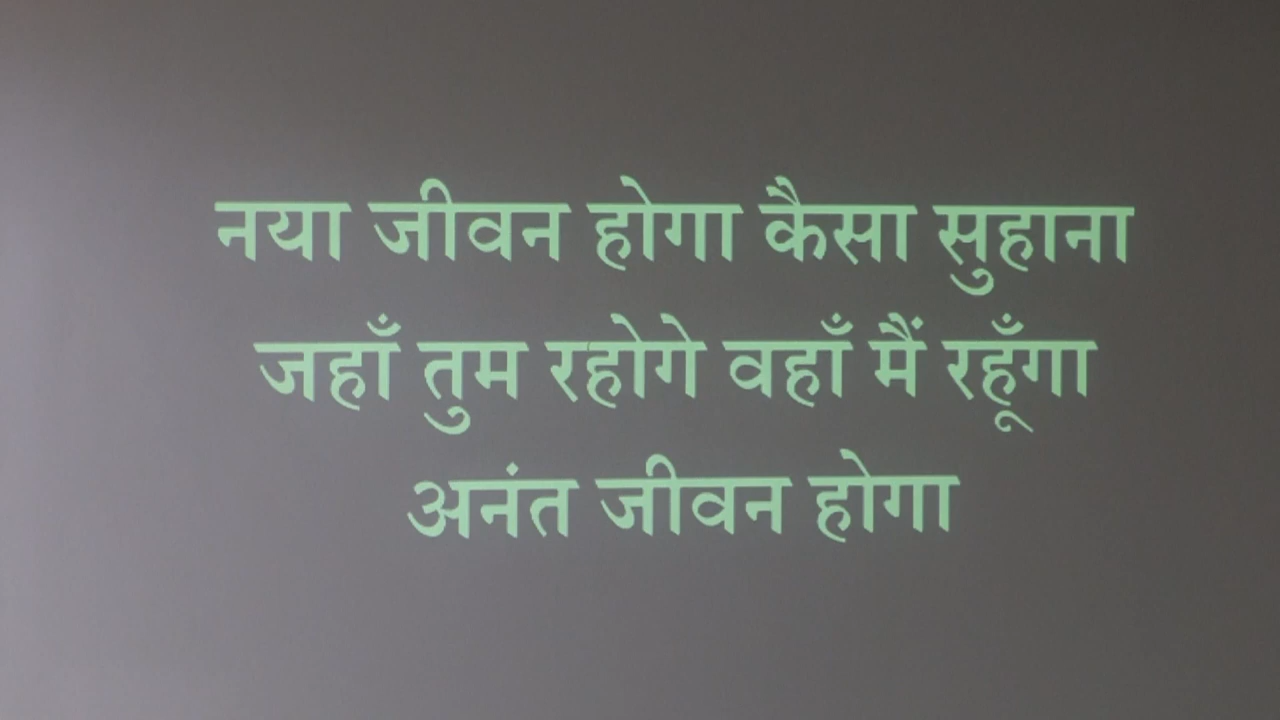 नया जीवन होगा कैसा सुहाना
जहाँ तुम रहोगे वहाँ मैं रहूँगा
अनंत जीवन होगा